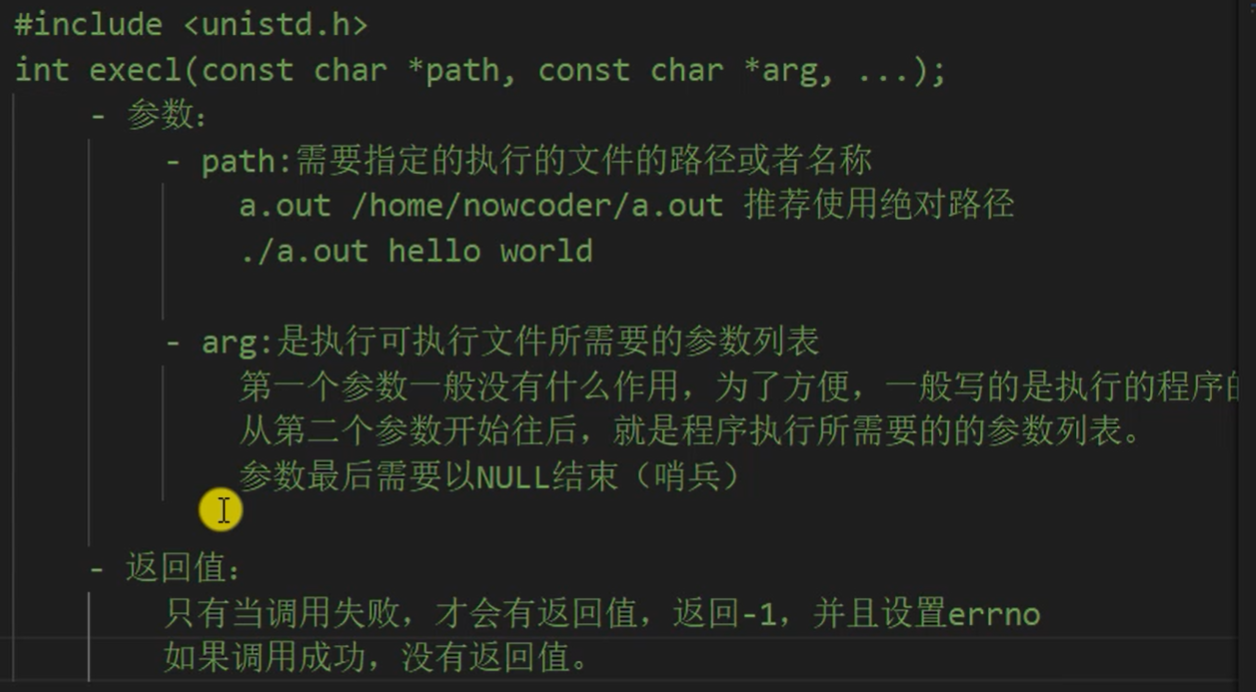 #include <unistd.h>
int execl(const char *path, const char *arg, ...);
- 参数：
- path:需要指定的执行的文件的路径或者名称
a.out /home/nowcoder/a.out 推荐使用绝对路径
./a.out hello world
- arg:是执行可执行文件所需要的参数列表
第一个参数一般没有什么作用，为了方便，一般写的是执行的程序的
从第二个参数开始往后，就是程序执行所需要的的参数列表。
参数最后需要以NULL结束（哨兵）
- 返回值：
只有当调用失败，才会有返回值，返回-1，并且设置errno
如果调用成功，没有返回值。